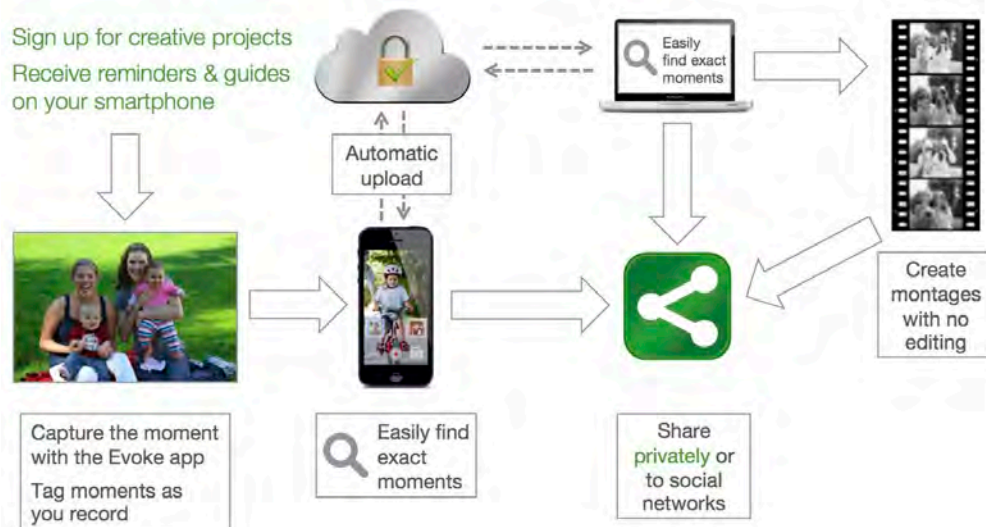 Sign up for creative projects
Receive reminders & guides
on your smartphone
Automatic
upload
Easily
find exact
moments
Create
montages
with no
editing
Capture the moment
with the Evoke app
Tag moments as
you record
Easily find
exact
moments
Share
privately or
to social
networks